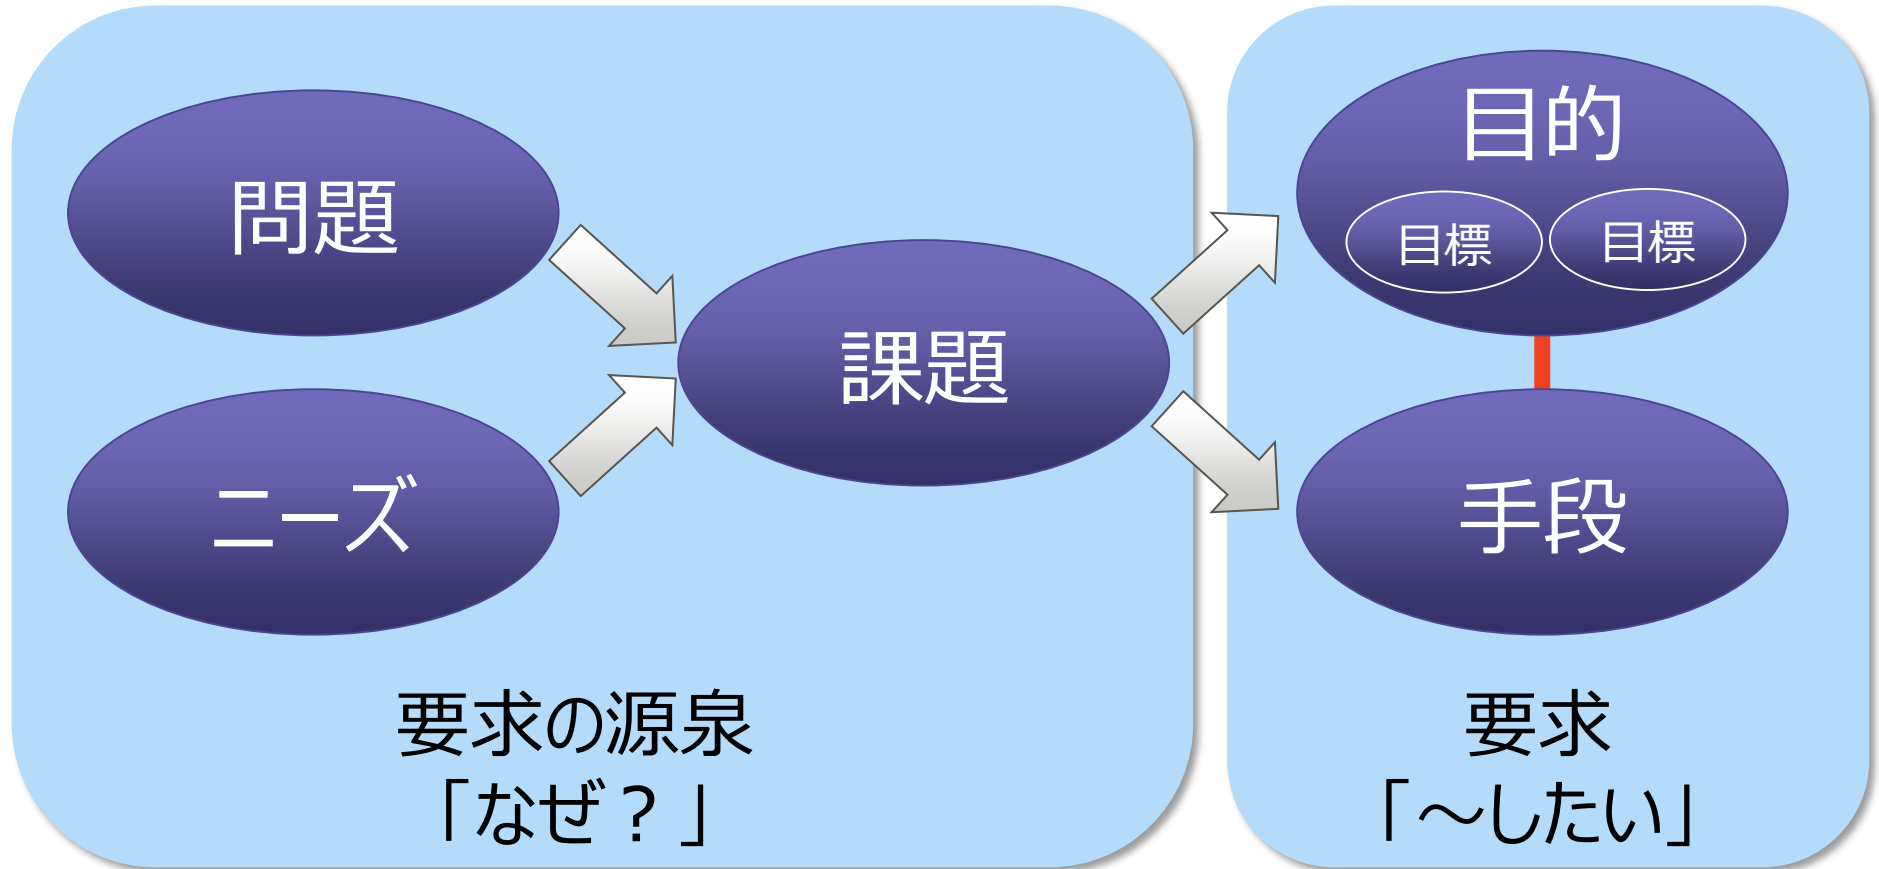 問題
ニーズ
課題
要求の源泉
「なぜ？」
目的
目標
目標
手段
要求
「～したい」